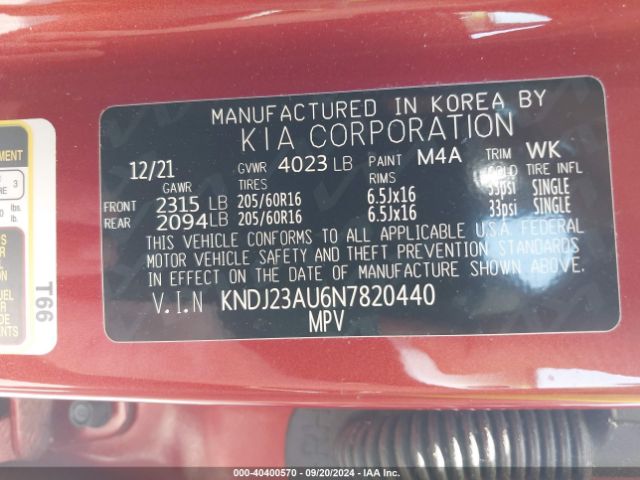 MANUFACTURED IN KOREA BY
KIA CORPORATION
12/21 GVWR 4023 LB PAINT M4A TRIM WK
GAWR TIRES RIMS COLD TIRE INFL
FRONT 2315 LB 205/60R16 6.5Jx16 33psi SINGLE
REAR 2094 LB 205/60R16 6.5Jx16 33psi SINGLE
THIS VEHICLE CONFORMS TO ALL APPLICABLE U.S.A. FEDERAL
MOTOR VEHICLE SAFETY AND THEFT PREVENTION STANDARDS
IN EFFECT ON THE DATE OF MANUFACTURE SHOWN ABOVE.
V.I.N KNDJ23AU6N7820440
MPV
T66
000-40400570 - 09/20/2024 - IAA Inc.